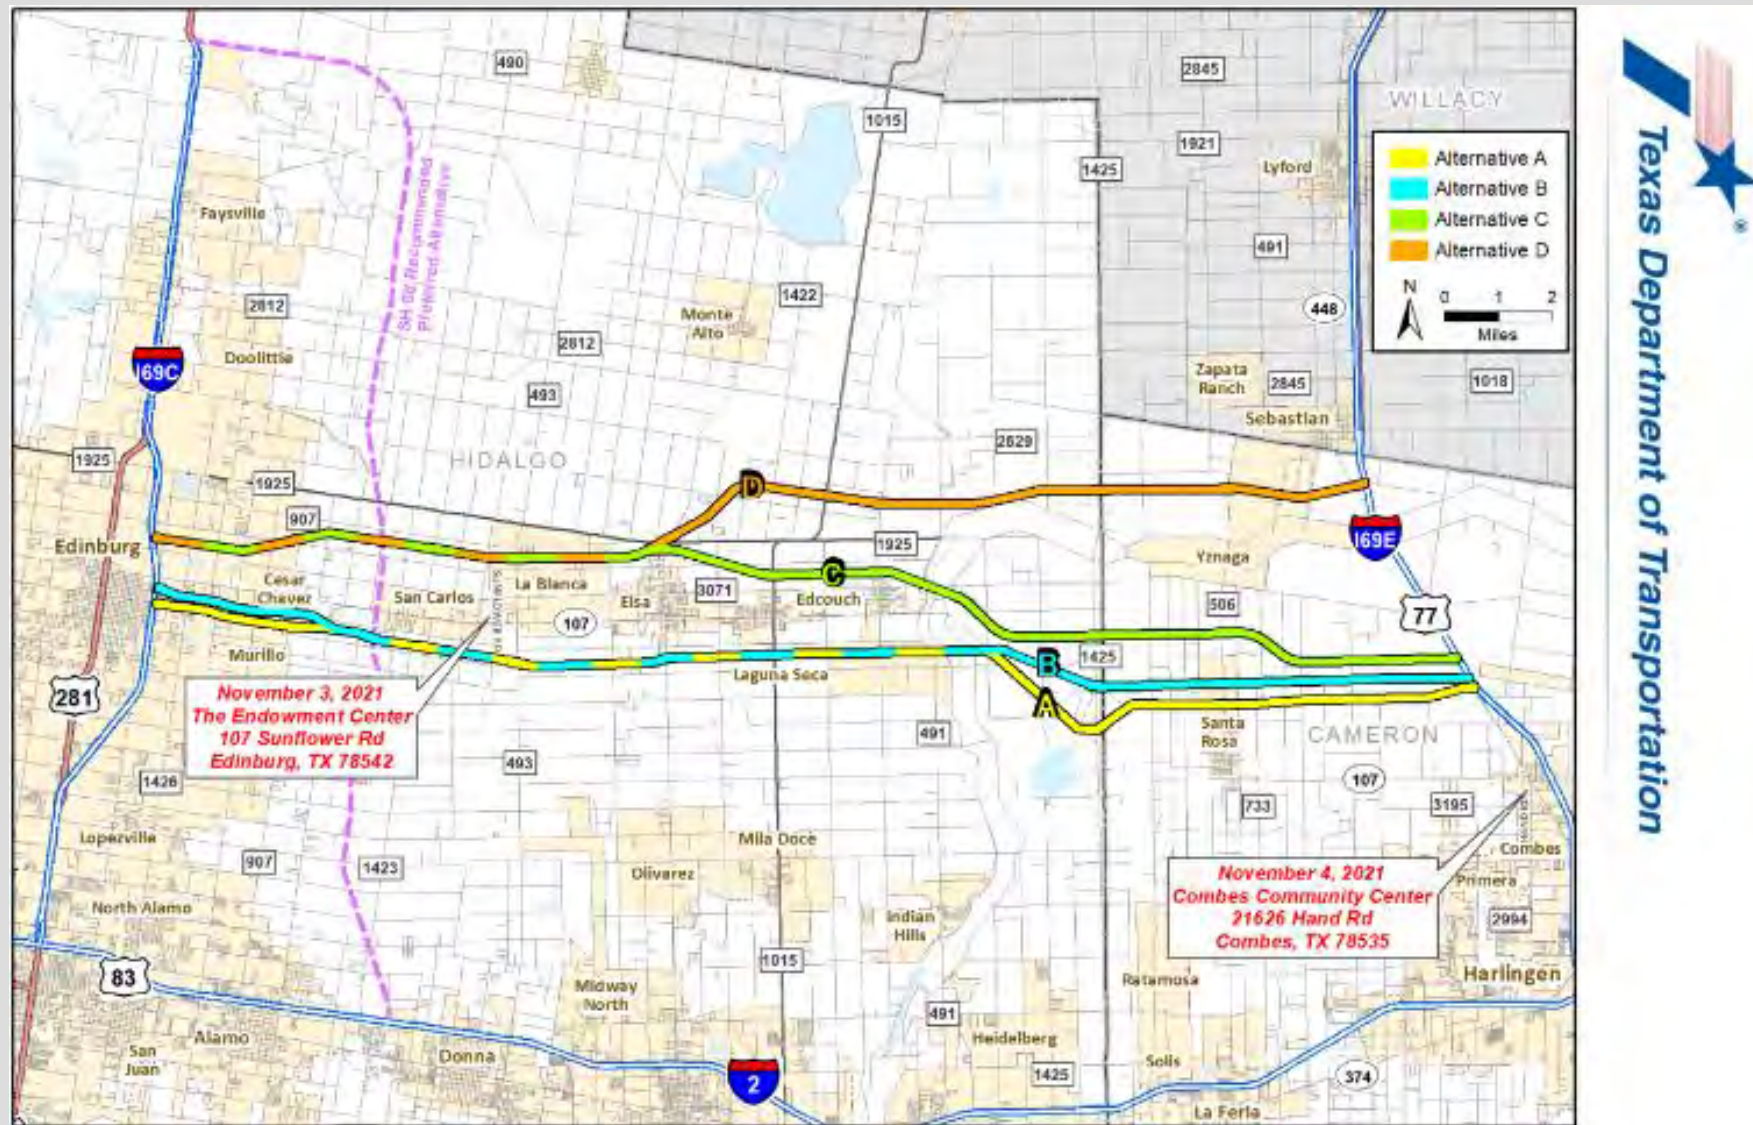 490
2845
WILLACY
1015
1921
1425
Lyford
Alternative A
Alternative B
Alternative C
Alternative D
N
0 1 2
Miles
Faysville
SH 68 Recommended
Preferred Alternative
491
448
2812
1422
Monte
Alto
2812
Doolittle
I69C
493
Zapata
Ranch
2845
1018
Sebastian
2629
1925
HIDALGO
1925
D
907
Edinburg
1925
I69E
Yznaga
Cesar
Chavez
San Carlos
La Blanca
C
Elsa
3071
Edcouch
506
77
107
Murillo
B
1425
Laguna Seca
A
281
November 3, 2021
The Endowment Center
107 Sunflower Rd
Edinburg, TX 78542
491
Santa
Rosa
CAMERON
493
1426
107
733
3195
Lopezville
Mila Doce
Combes
907
1423
Olivarez
November 4, 2021
Combes Community Center
21626 Hand Rd
Combes, TX 78535
Primera
North Alamo
Indian
Hills
2994
1015
83
Midway
North
Ratamosa
Harlingen
491
Alamo
San
Juan
Donna
Heidelberg
Solis
2
1425
374
La Feria
Texas Department of Transportation
®